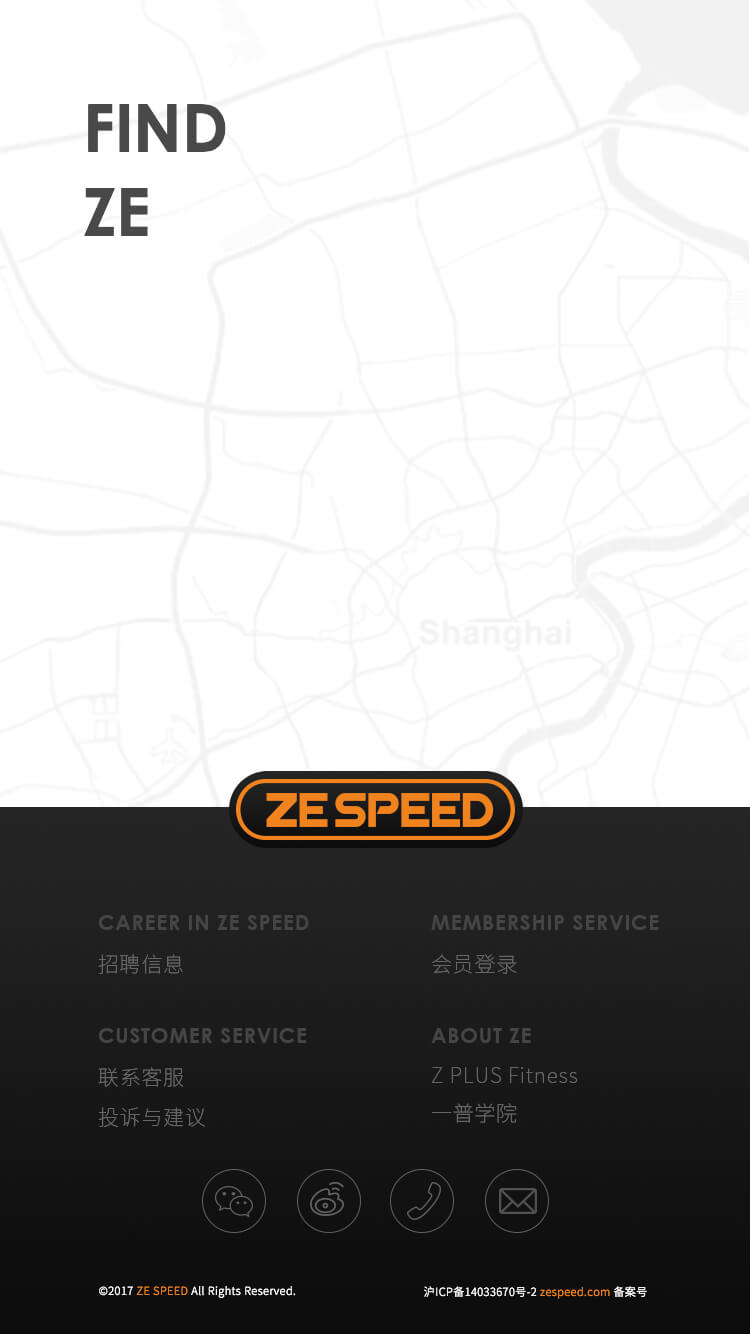 FIND
ZE
Shanghai
ZE SPEED
CAREER IN ZE SPEED
招聘信息
MEMBERSHIP SERVICE
会员登录
CUSTOMER SERVICE
联系客服
投诉与建议
ABOUT ZE
Z PLUS Fitness
一普学院
©2017 ZE SPEED All Rights Reserved.
沪ICP备14033670号-2 zespeed.com 备案号